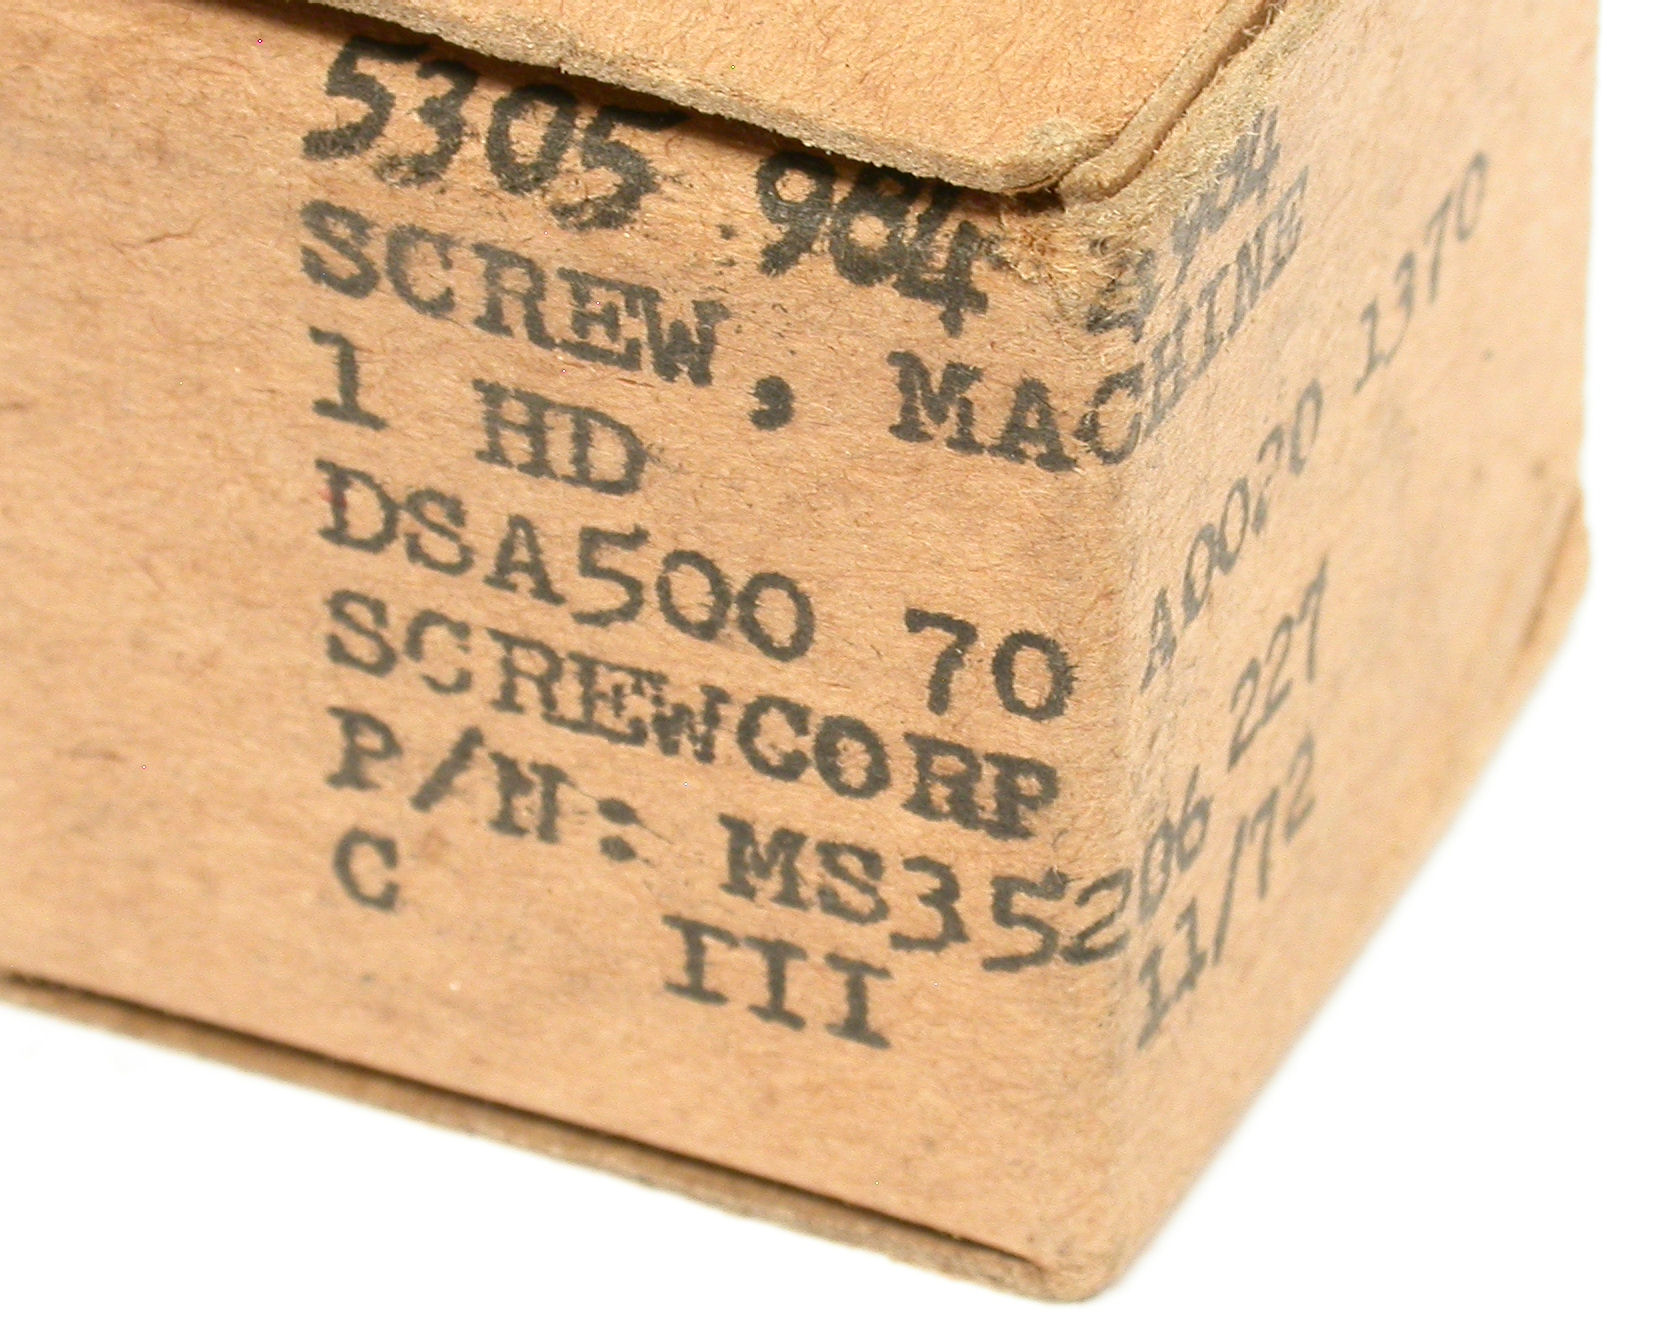 5305 984
SCREW, MACHINE
1 HD
DSA500 70 A0020 1370
SCREWCORP
P/N: MS35206 227
C III 11/72